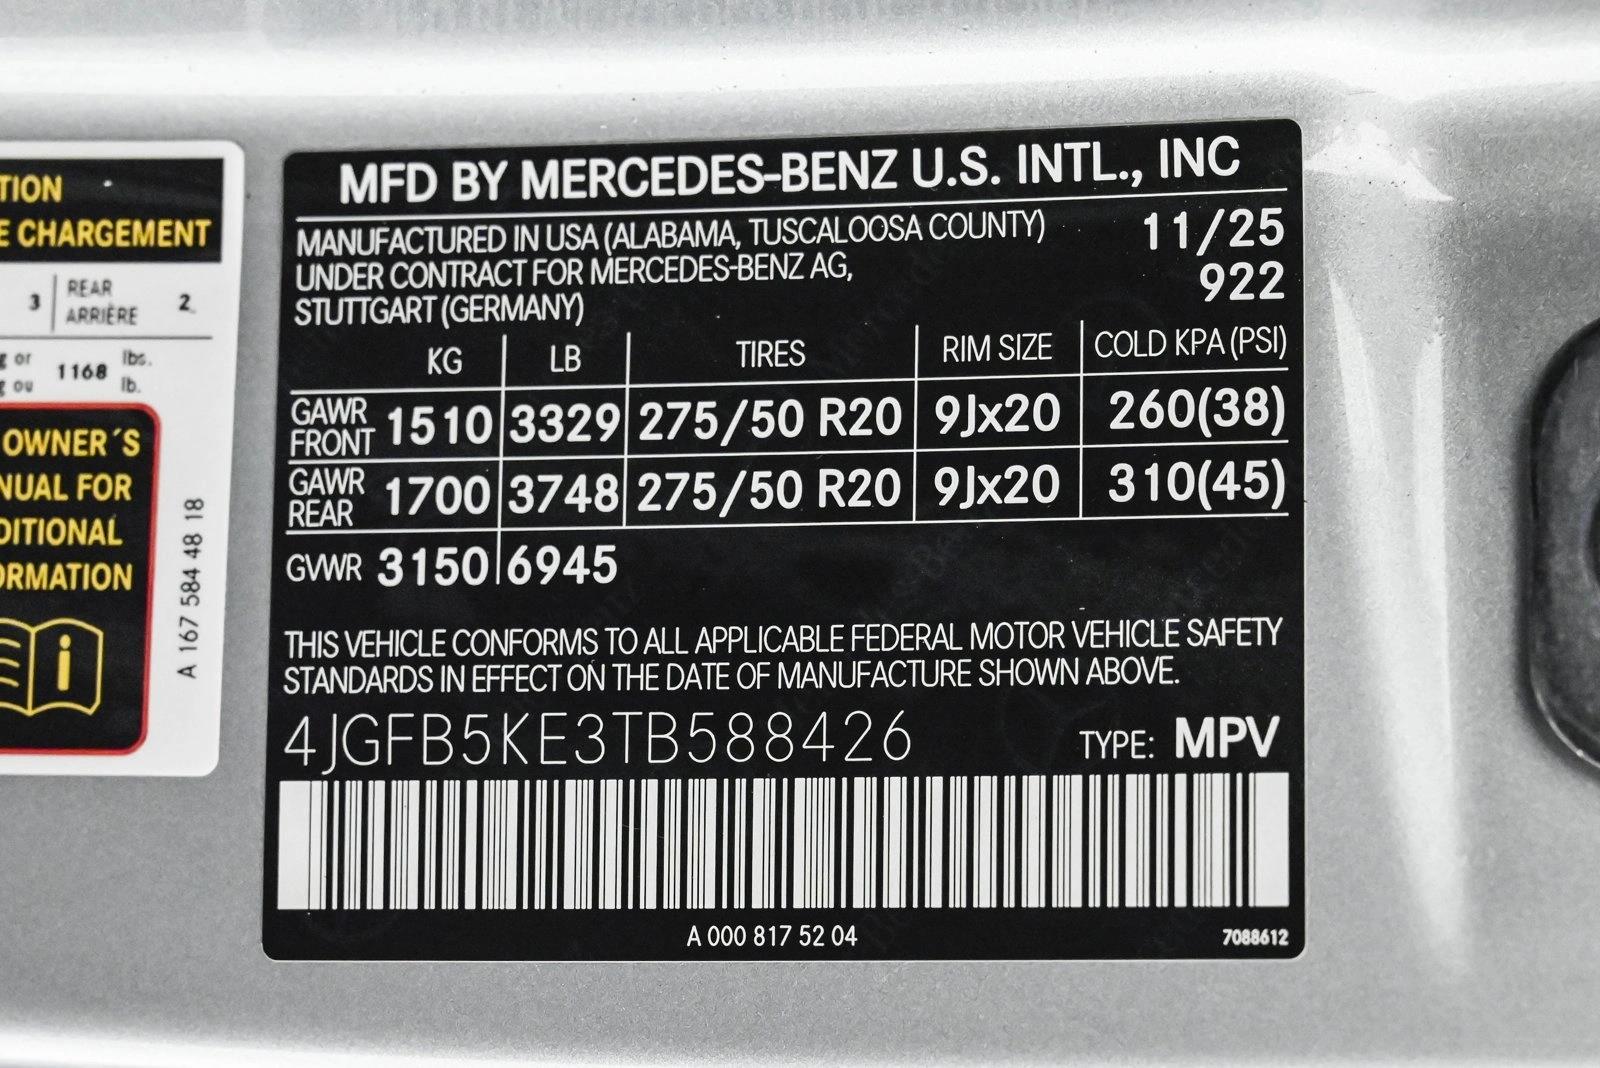 TION
E CHARGEMENT
3 REAR ARRIÈRE 2
or 1168 lbs.
ou lb.
OWNER´S
NUAL FOR
DITIONAL
ORMATION
i
A 167 584 48 18
MFD BY MERCEDES-BENZ U.S. INTL., INC
MANUFACTURED IN USA (ALABAMA, TUSCALOOSA COUNTY) 11/25
UNDER CONTRACT FOR MERCEDES-BENZ AG, 922
STUTTGART (GERMANY)
KG LB TIRES RIM SIZE COLD KPA (PSI)
GAWR FRONT 1510 3329 275/50 R20 9Jx20 260(38)
GAWR REAR 1700 3748 275/50 R20 9Jx20 310(45)
GVWR 3150 6945
THIS VEHICLE CONFORMS TO ALL APPLICABLE FEDERAL MOTOR VEHICLE SAFETY
STANDARDS IN EFFECT ON THE DATE OF MANUFACTURE SHOWN ABOVE.
4JGFB5KE3TB588426 TYPE: MPV
A 000 817 52 04 7088612